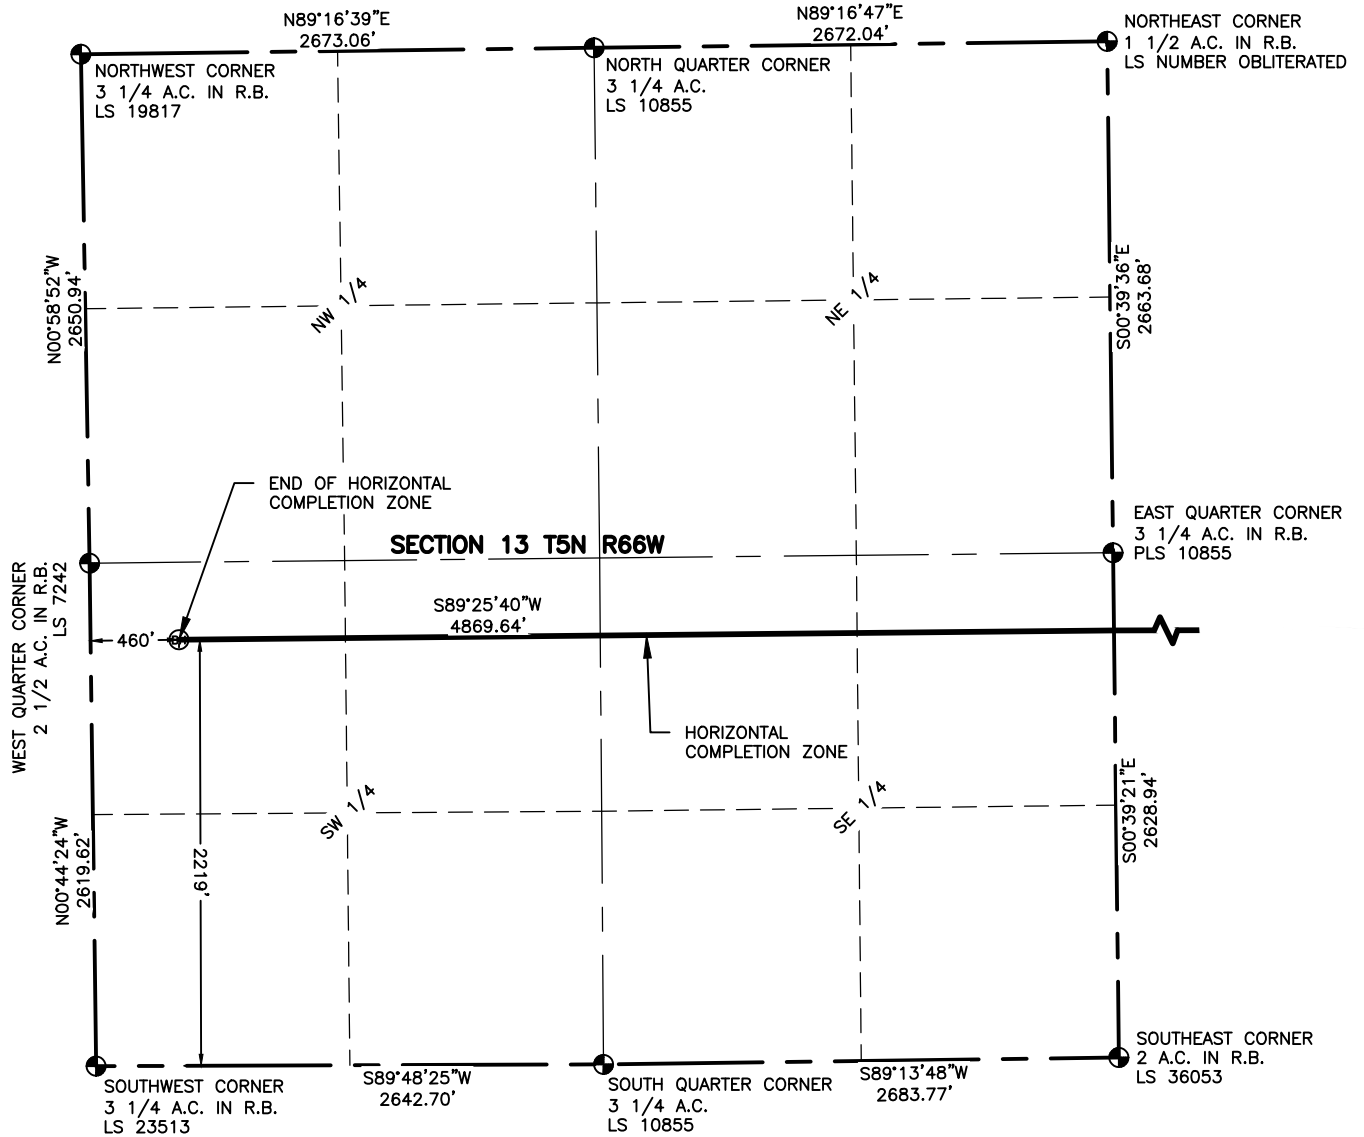 N89°16'39"E
2673.06'
N89°16'47"E
2672.04'
NORTHEAST CORNER
1 1/2 A.C. IN R.B.
LS NUMBER OBLITERATED
NORTHWEST CORNER
3 1/4 A.C. IN R.B.
LS 19817
NORTH QUARTER CORNER
3 1/4 A.C.
LS 10855
N00°58'52"W
2650.94'
NW 1/4
NE 1/4
S00°39'36"E
2663.68'
END OF HORIZONTAL
COMPLETION ZONE
SECTION 13 T5N R66W
EAST QUARTER CORNER
3 1/4 A.C. IN R.B.
PLS 10855
WEST QUARTER CORNER
2 1/2 A.C. IN R.B.
LS 7242
S89°25'40"W
4869.64'
460'
HORIZONTAL
COMPLETION ZONE
SW 1/4
SE 1/4
N00°44'24"W
2619.62'
2219'
S00°39'21"E
2628.94'
SOUTHWEST CORNER
3 1/4 A.C. IN R.B.
LS 23513
S89°48'25"W
2642.70'
SOUTH QUARTER CORNER
3 1/4 A.C.
LS 10855
S89°13'48"W
2683.77'
SOUTHEAST CORNER
2 A.C. IN R.B.
LS 36053